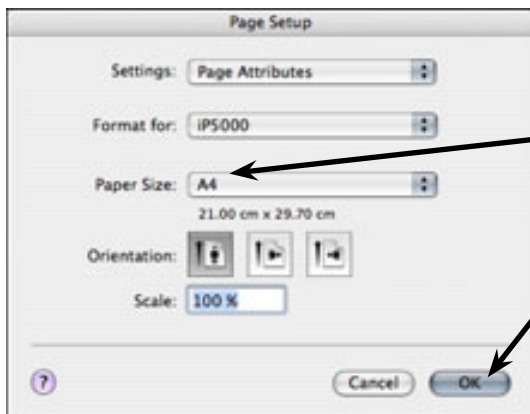 Page Setup
Settings: Page Attributes
Format for: iP5000
Paper Size: A4
21.00 cm x 29.70 cm
Orientation:
Scale: 100 %
? Cancel OK